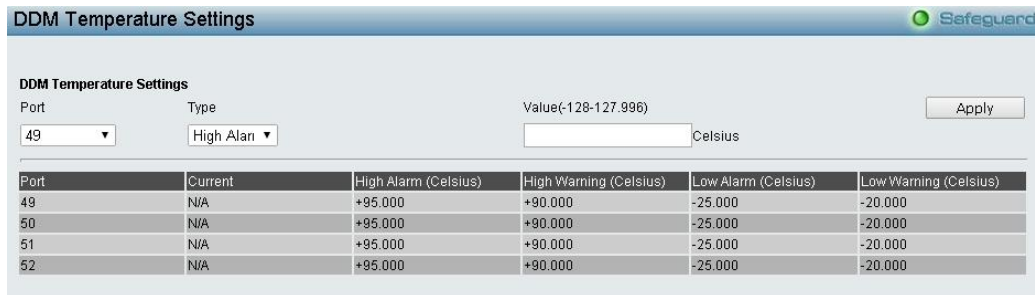 DDM Temperature Settings Safeguard
DDM Temperature Settings
Port Type Value(-128-127.996) Apply
49 High Aları Celsius
Port Current High Alarm (Celsius) High Warning (Celsius) Low Alarm (Celsius) Low Warning (Celsius)
49 N/A +95.000 +90.000 -25.000 -20.000
50 N/A +95.000 +90.000 -25.000 -20.000
51 N/A +95.000 +90.000 -25.000 -20.000
52 N/A +95.000 +90.000 -25.000 -20.000